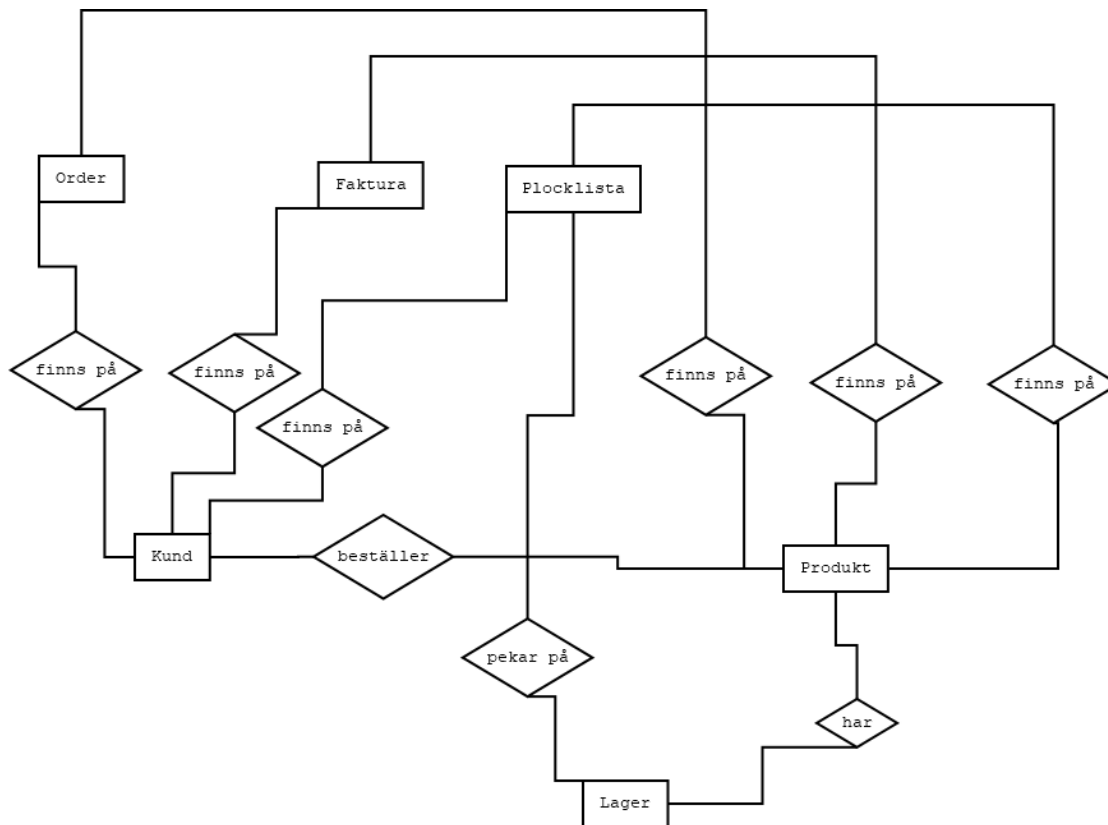 Order
Faktura
Plocklista
finns på
finns på
finns på
finns på
finns på
finns på
Kund
beställer
Produkt
pekar på
har
Lager